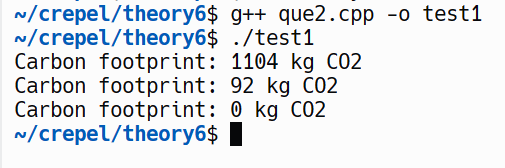 ~/crepel/theory6$ g++ que2.cpp -o test1
~/crepel/theory6$ ./test1
Carbon footprint: 1104 kg CO2
Carbon footprint: 92 kg CO2
Carbon footprint: 0 kg CO2
~/crepel/theory6$